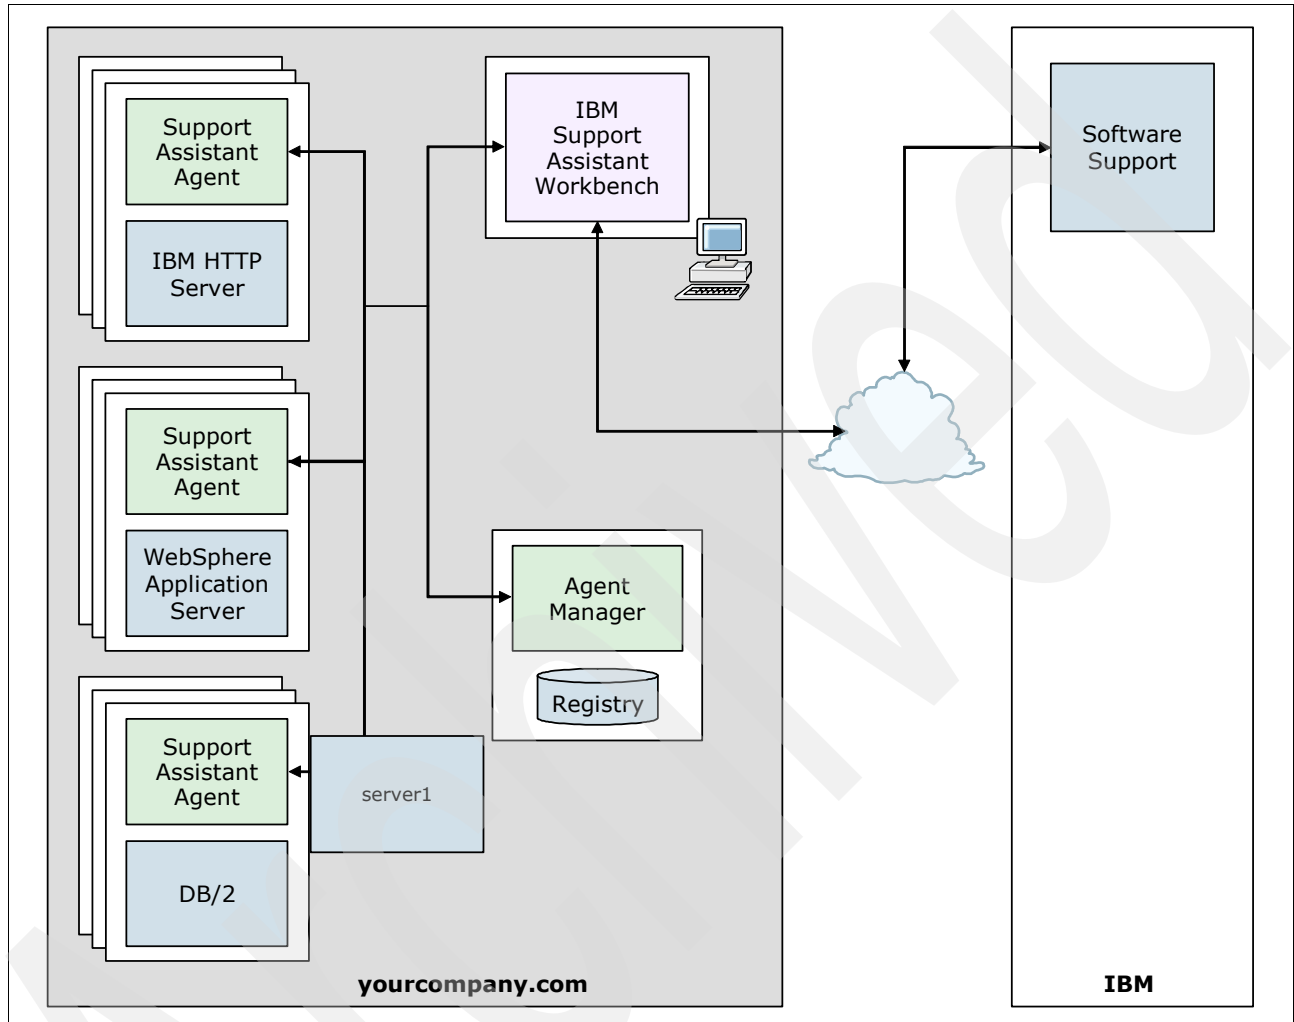 Support
Assistant
Agent
IBM HTTP
Server
Support
Assistant
Agent
WebSphere
Application
Server
Support
Assistant
Agent
DB/2
server1
IBM
Support
Assistant
Workbench
Agent
Manager
Registry
yourcompany.com
Software
Support
IBM
Archived